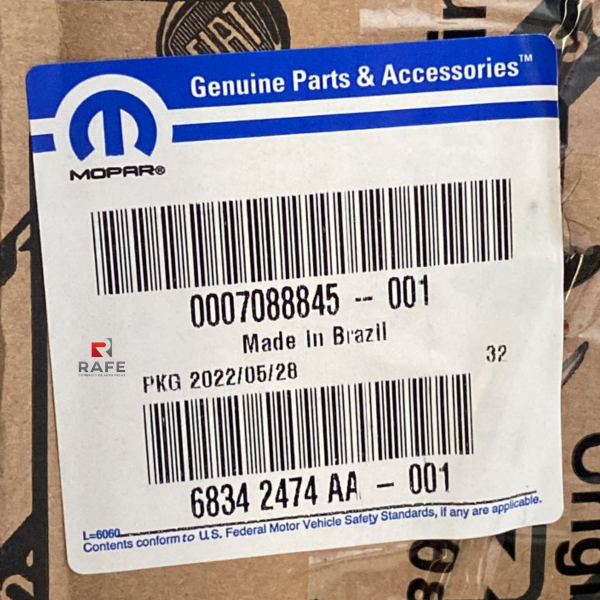 FIAT
Genuine Parts & Accessories™
MOPAR®
0007088845 -- 001
Made In Brazil
RAFE
PKG 2022/05/28
32
6834 2474 AA - 001
L=6060
Contents conform to U.S. Federal Motor Vehicle Safety Standards, if any are applicable.